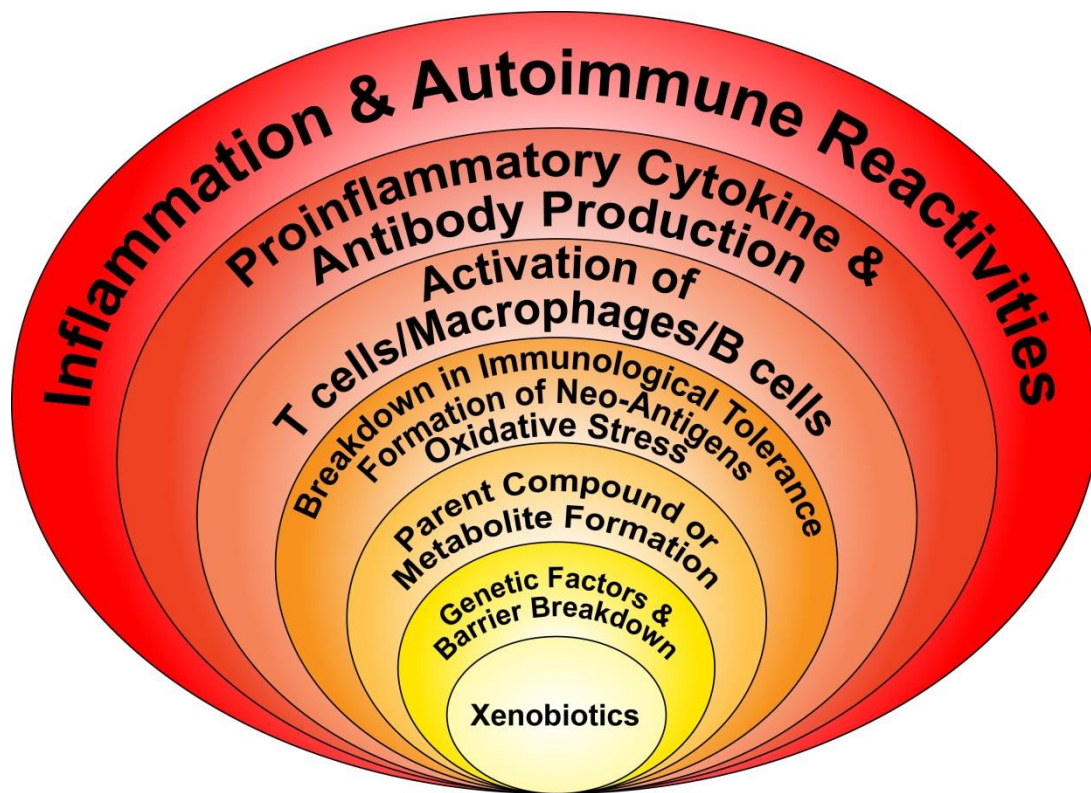 Inflammation & Autoimmune Reactivities
Proinflammatory Cytokine &
Antibody Production
Activation of
T cells/Macrophages/B cells
Breakdown in Immunological Tolerance
Formation of Neo-Antigens
Oxidative Stress
Parent Compound or
Metabolite Formation
Genetic Factors &
Barrier Breakdown
Xenobiotics